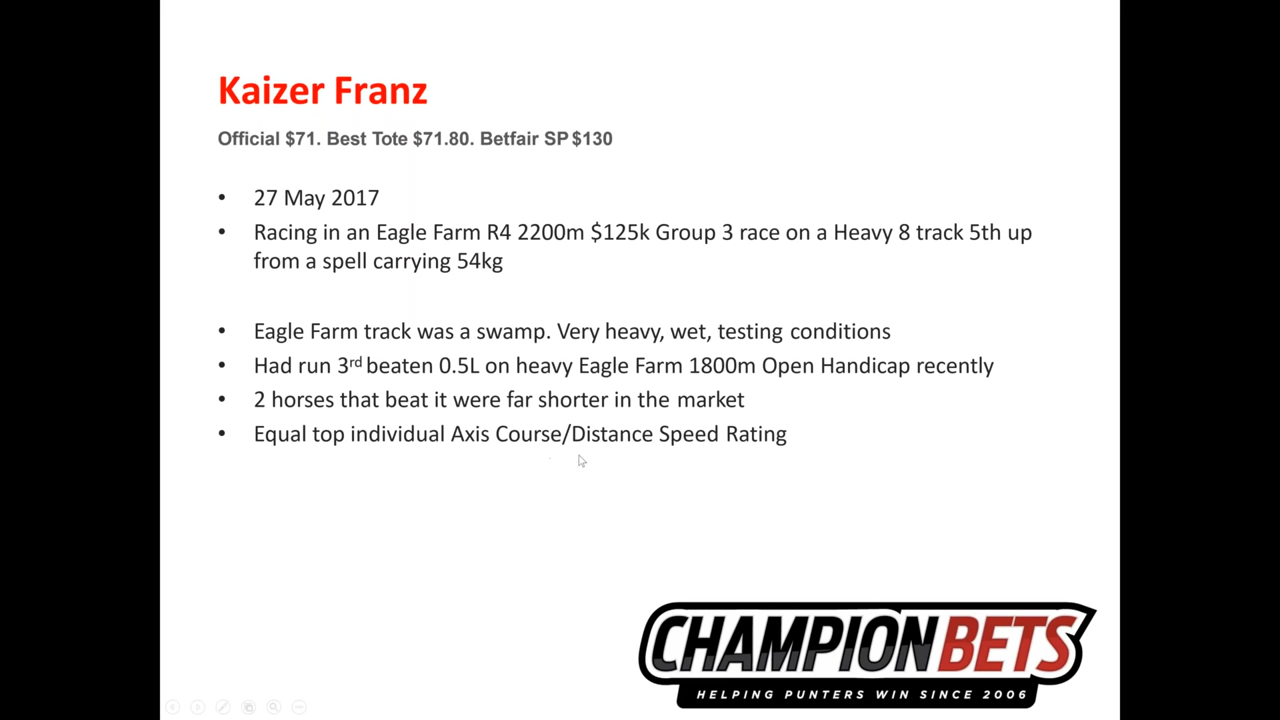 Kaizer Franz
Official $71. Best Tote $71.80. Betfair SP $130
• 27 May 2017
• Racing in an Eagle Farm R4 2200m $125k Group 3 race on a Heavy 8 track 5th up
from a spell carrying 54kg
• Eagle Farm track was a swamp. Very heavy, wet, testing conditions
• Had run 3rd beaten 0.5L on heavy Eagle Farm 1800m Open Handicap recently
• 2 horses that beat it were far shorter in the market
• Equal top individual Axis Course/Distance Speed Rating
CHAMPIONBETS
HELPING PUNTERS WIN SINCE 2006